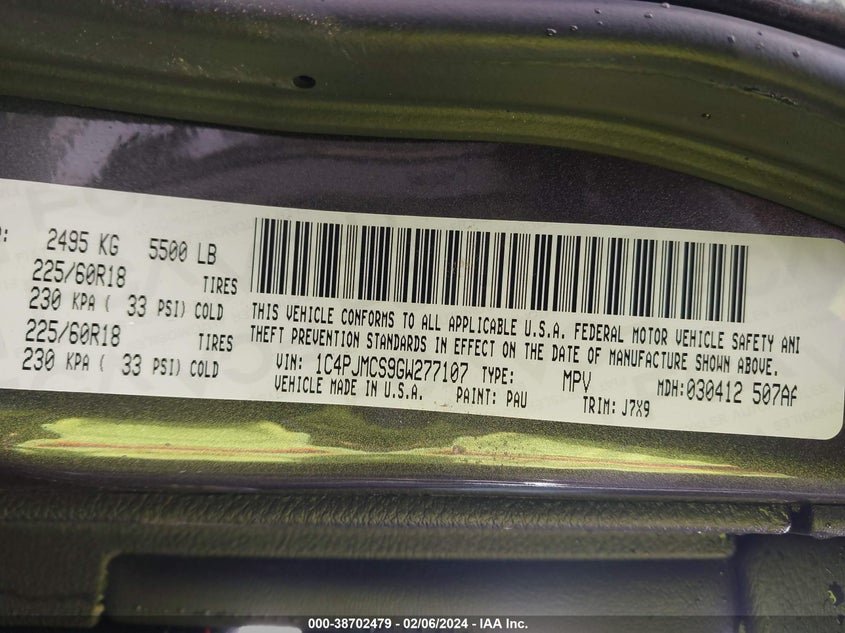 2495 KG 5500 LB
225/60R18 TIRES
230 KPA ( 33 PSI) COLD
225/60R18 TIRES
230 KPA ( 33 PSI) COLD
THIS VEHICLE CONFORMS TO ALL APPLICABLE U.S.A. FEDERAL MOTOR VEHICLE SAFETY AND
THEFT PREVENTION STANDARDS IN EFFECT ON THE DATE OF MANUFACTURE SHOWN ABOVE.
VIN: 1C4PJMCS9GW277107 TYPE: MPV MDH:030412 507AA
VEHICLE MADE IN U.S.A. PAINT: PAU TRIM: J7X9
000-38702479 - 02/06/2024 - IAA Inc.